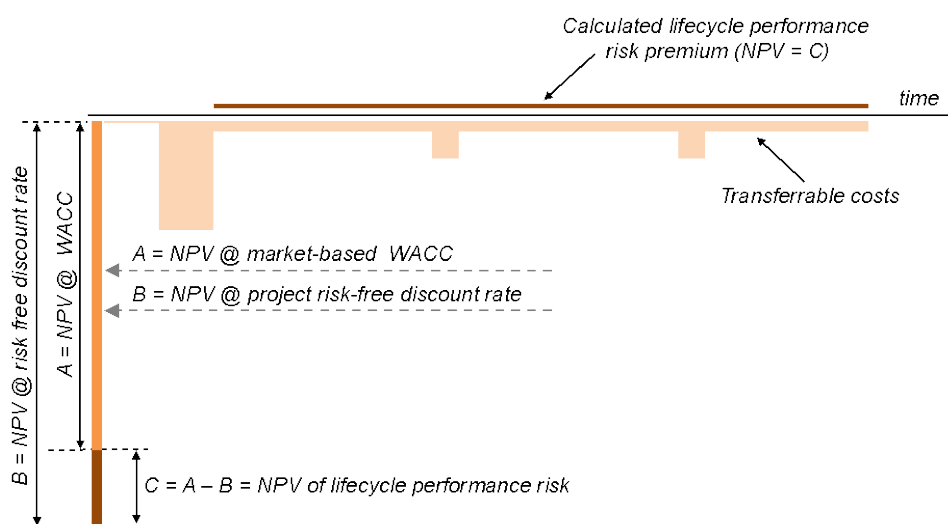 Calculated lifecycle performance
risk premium (NPV = C)
time
Transferrable costs
A = NPV @ market-based WACC
B = NPV @ project risk-free discount rate
B = NPV @ risk free discount rate
A = NPV @ WACC
C = A – B = NPV of lifecycle performance risk